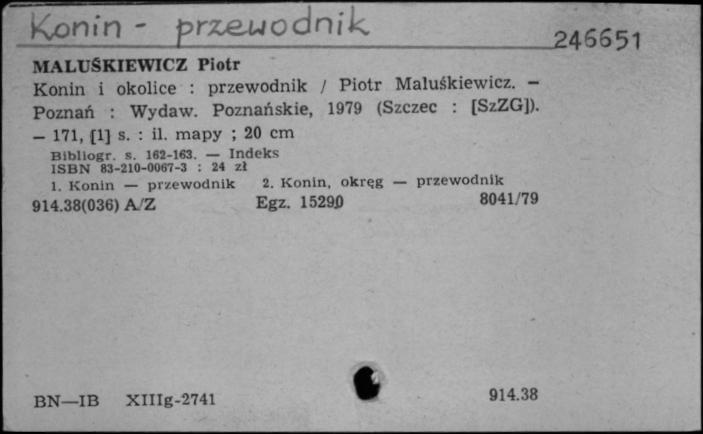 Konin - przewodnik
246651
MALUŚKIEWICZ Piotr
Konin i okolice : przewodnik / Piotr Maluśkiewicz. —
Poznań : Wydaw. Poznańskie, 1979 (Szczec : [SzZG]).
— 171, [1] s. : il. mapy ; 20 cm
Bibliogr. s. 162-163. — Indeks
ISBN 83-210-0067-3 : 24 zł
1. Konin — przewodnik 2. Konin, okręg — przewodnik
914.38(036) A/Z Egz. 15290 8041/79
BN—IB XIIIg-2741 914.38